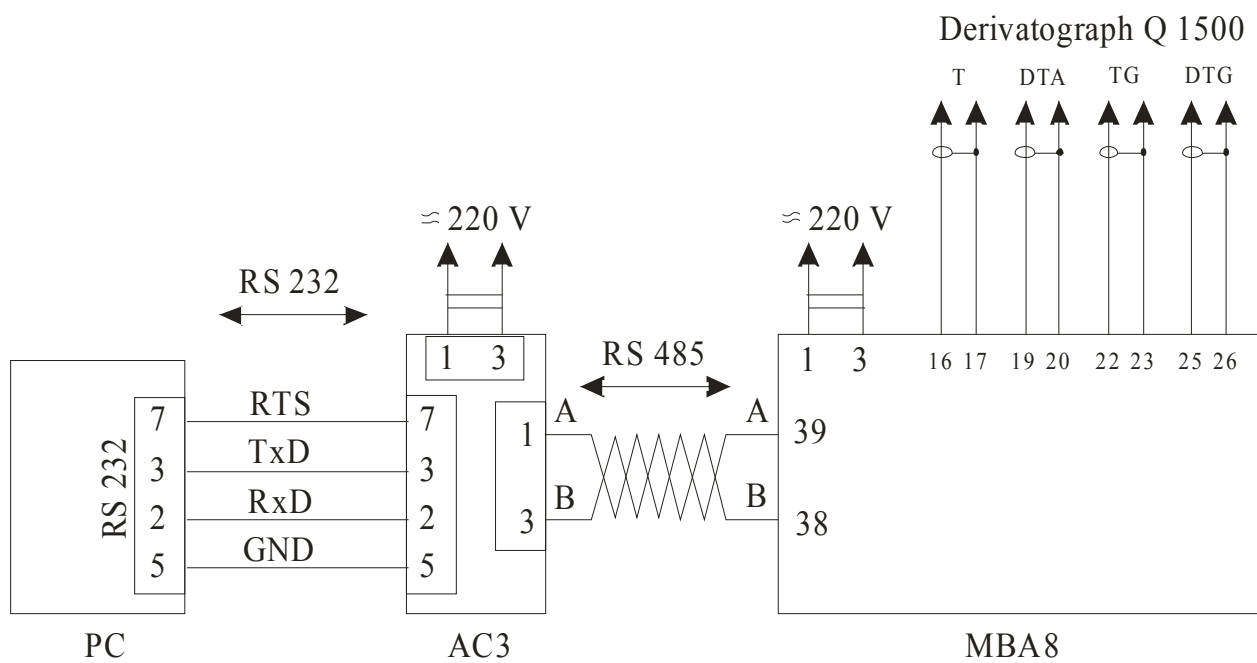 Derivatograph Q 1500
T DTA TG DTG
≈ 220 V ≈ 220 V
RS 232
1 3
RS 485
1 3
16 17 19 20 22 23 25 26
RS 232
7 RTS 7
3 TxD 3
2 RxD 2
5 GND 5
1 A A 39
3 B B 38
PC AC3 MBA8